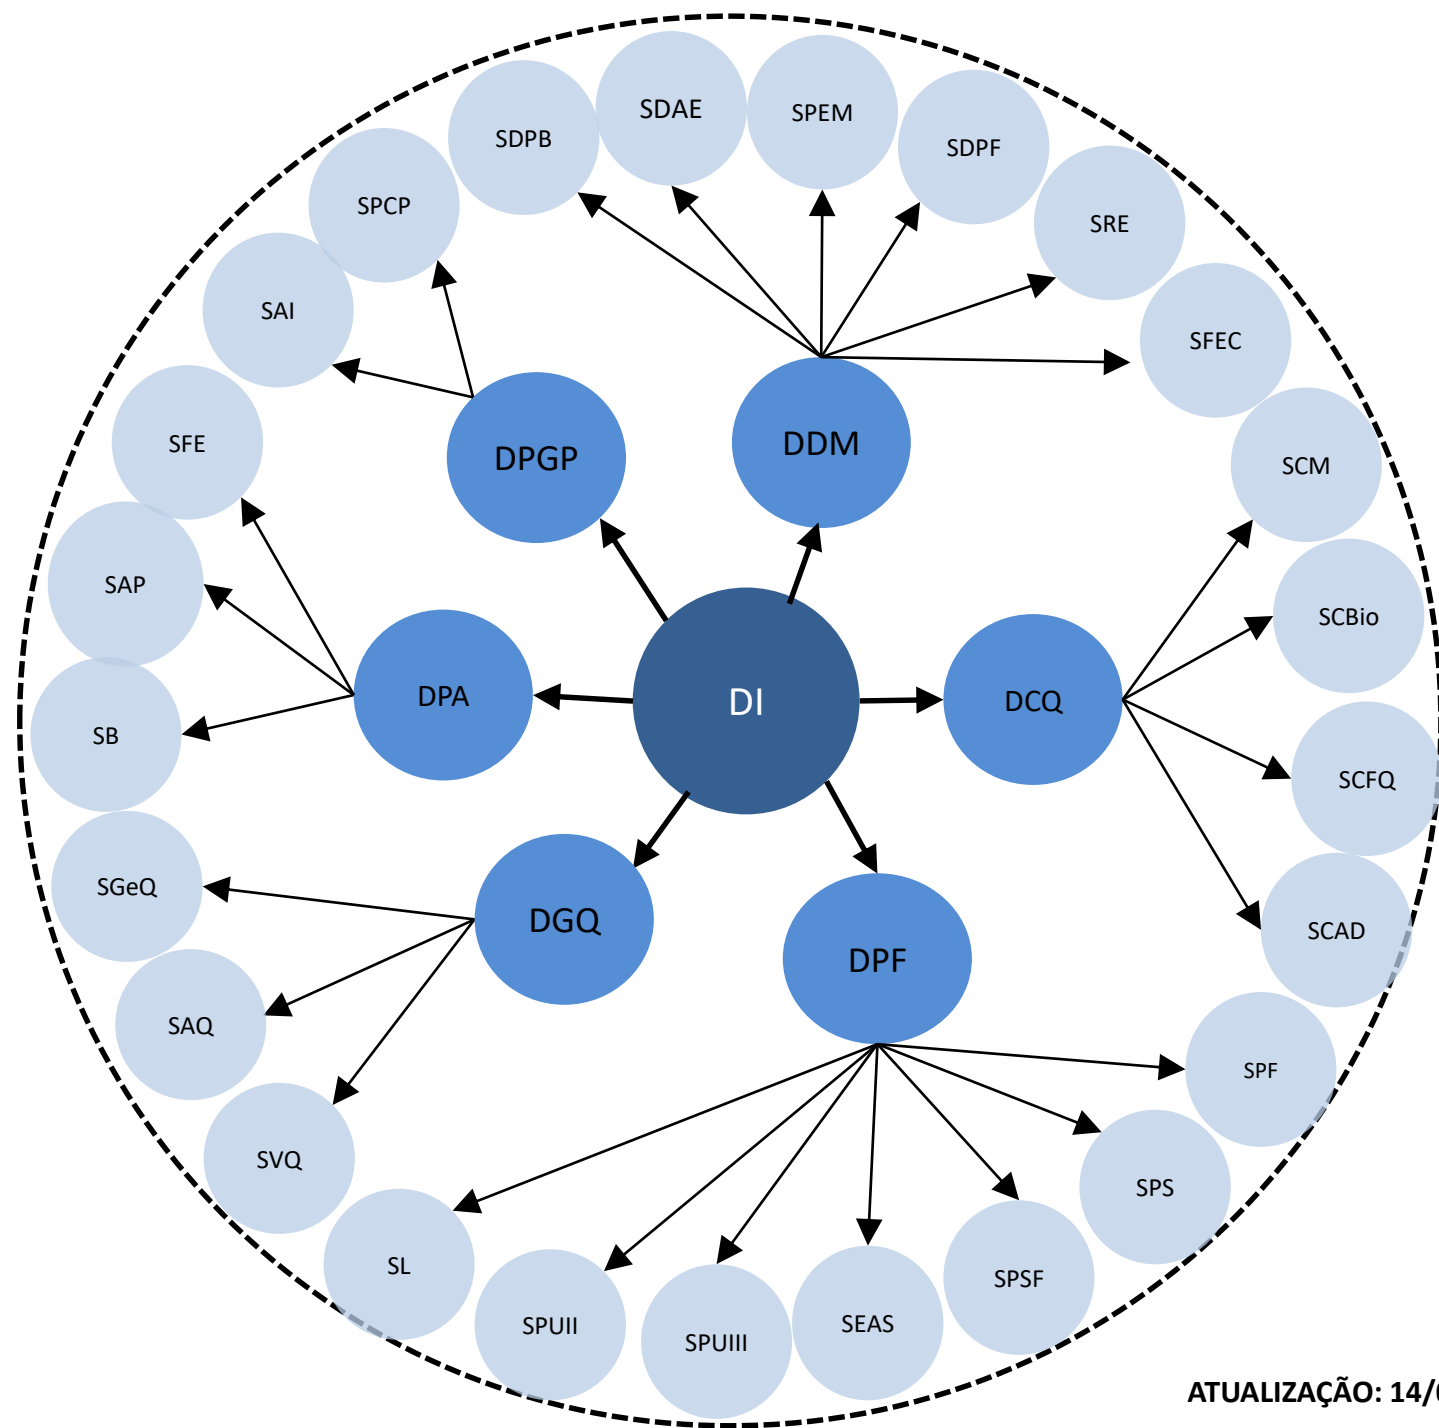 SDAE
SPEM
SDPB
SDPF
SPCP
SRE
SAI
SFEC
SFE
DPGP
DDM
SCM
SAP
SCBio
DPA
DI
DCQ
SB
SCFQ
SGeQ
DGQ
SCAD
DPF
SAQ
SPF
SVQ
SPS
SL
SPSF
SPUII
SPUIII
SEAS
ATUALIZAÇÃO: 14/